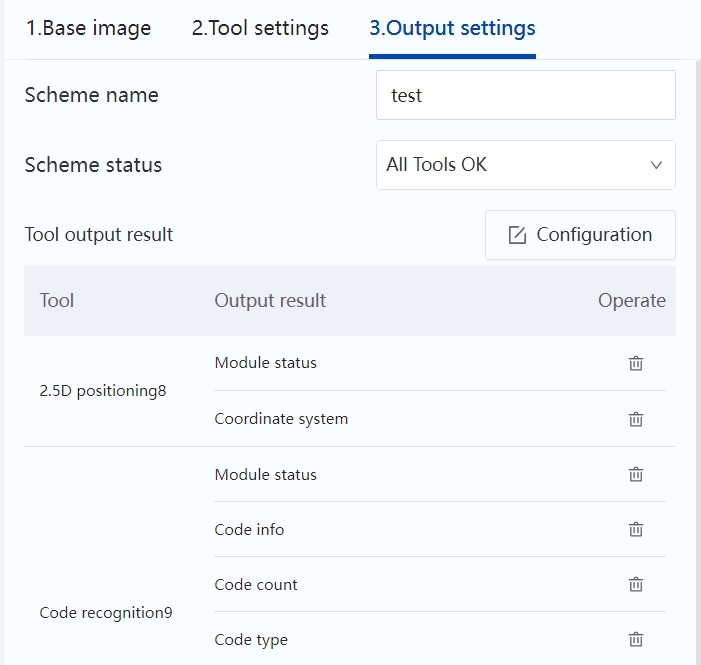 1.Base image 2.Tool settings 3.Output settings
Scheme name test
Scheme status All Tools OK
Tool output result Configuration
Tool Output result Operate
2.5D positioning8
Module status
Coordinate system
Code recognition9
Module status
Code info
Code count
Code type